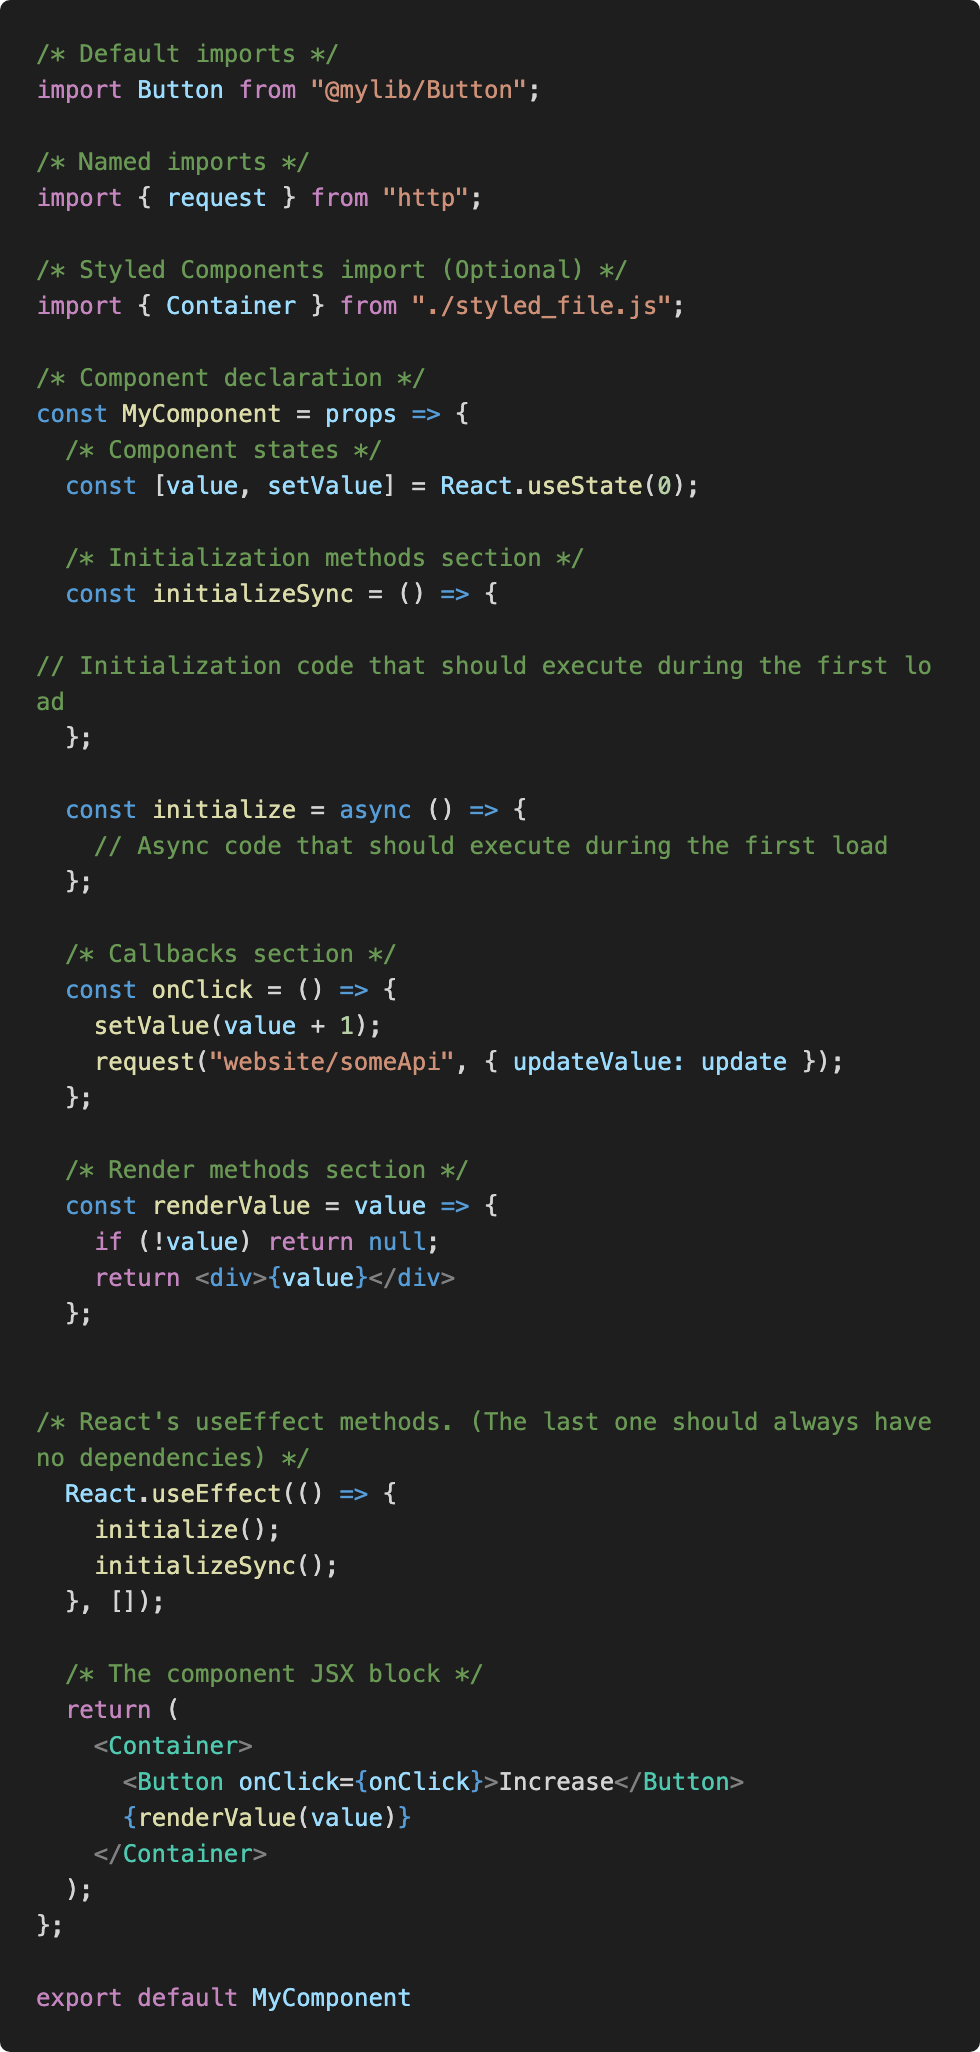 /* Default imports */
import Button from "@mylib/Button";

/* Named imports */
import { request } from "http";

/* Styled Components import (Optional) */
import { Container } from "./styled_file.js";

/* Component declaration */
const MyComponent = props => {
  /* Component states */
  const [value, setValue] = React.useState(0);

  /* Initialization methods section */
  const initializeSync = () => {

// Initialization code that should execute during the first lo
ad
  };

  const initialize = async () => {
    // Async code that should execute during the first load
  };

  /* Callbacks section */
  const onClick = () => {
    setValue(value + 1);
    request("website/someApi", { updateValue: update });
  };

  /* Render methods section */
  const renderValue = value => {
    if (!value) return null;
    return <div>{value}</div>
  };


/* React's useEffect methods. (The last one should always have
no dependencies) */
  React.useEffect(() => {
    initialize();
    initializeSync();
  }, []);

  /* The component JSX block */
  return (
    <Container>
      <Button onClick={onClick}>Increase</Button>
      {renderValue(value)}
    </Container>
  );
};

export default MyComponent